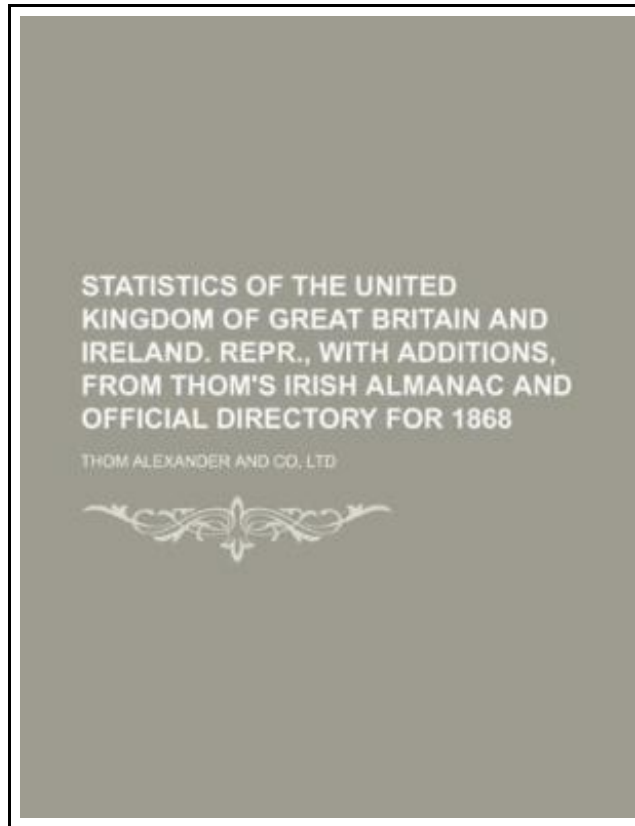 STATISTICS OF THE UNITED
KINGDOM OF GREAT BRITAIN AND
IRELAND. REPR., WITH ADDITIONS,
FROM THOM'S IRISH ALMANAC AND
OFFICIAL DIRECTORY FOR 1868
THOM ALEXANDER AND CO, LTD